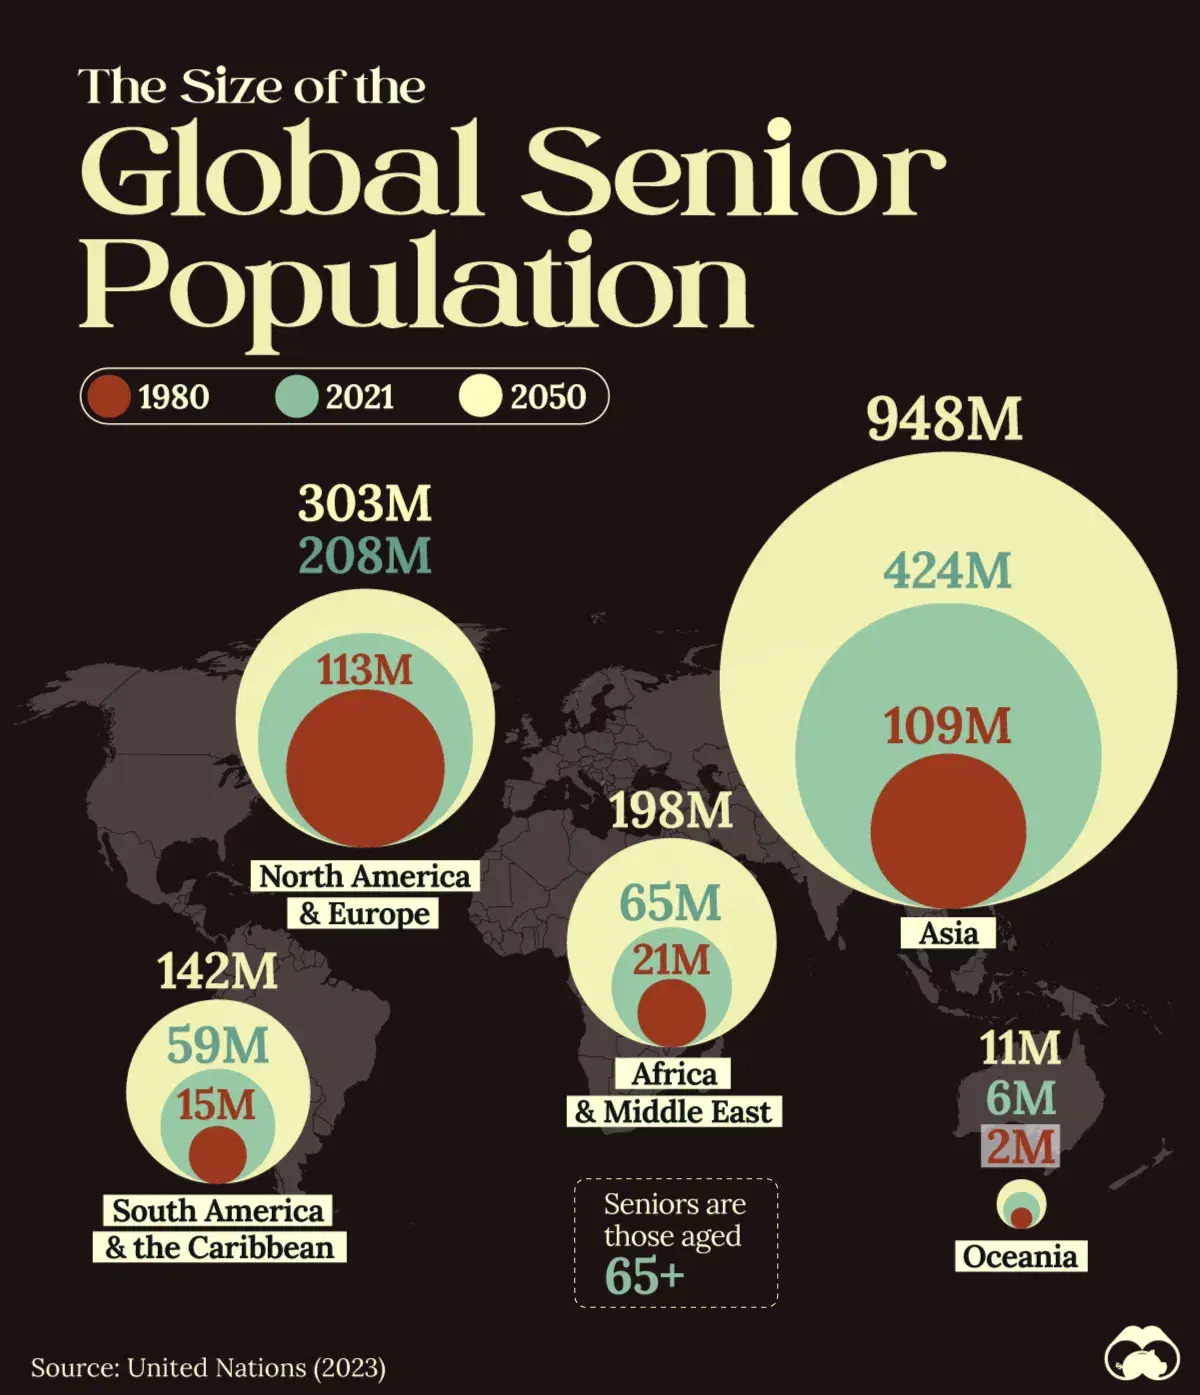 The Size of the
Global Senior
Population
1980 2021 2050
948M
424M
109M
Asia
303M
208M
113M
North America
& Europe
198M
65M
21M
Africa
& Middle East
142M
59M
15M
South America
& the Caribbean
11M
6M
2M
Oceania
Seniors are
those aged
65+
Source: United Nations (2023)